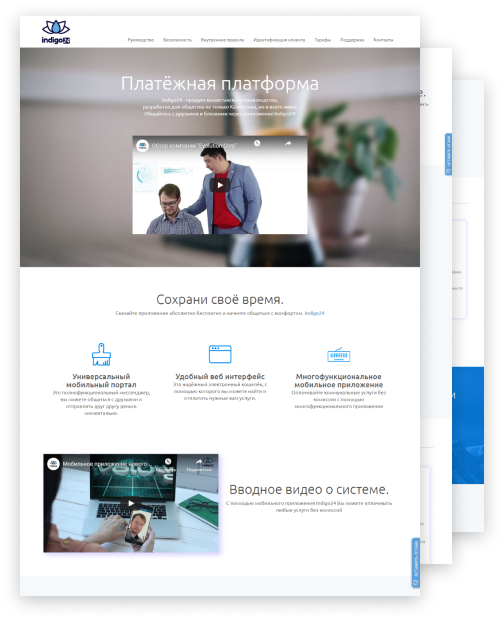 indigo24
Руководство Безопасность Внутренние правила Идентификация клиента Тарифы Поддержка Контакты
Платёжная платформа
Indigo24 - продукт казахстанского производства,
разработан для общества не только Казахстана, но и всего мира.
Общайтесь с друзьями и близкими через приложение Indigo24!
Обзор компании "Evolution Corp"
Сохрани своё время.
Скачайте приложение абсолютно бесплатно и начните общаться с комфортом. Indigo24
Универсальный
мобильный портал
Это полнофункциональный мессенджер,
вы можете общаться с друзьями и
отправлять друг другу деньги
моментально.
Удобный веб интерфейс
Это надёжный электронный кошелёк, с
помощью которого вы можете найти и
оплатить нужные вам услуги.
Многофункциональное
мобильное приложение
Оплачивайте коммунальные услуги без
комиссии с помощью
многофункционального приложения
Мобильное приложение нового
Вводное видео о системе.
С помощью мобильного приложения Indigo24 Вы можете оплачивать
любые услуги без комиссий